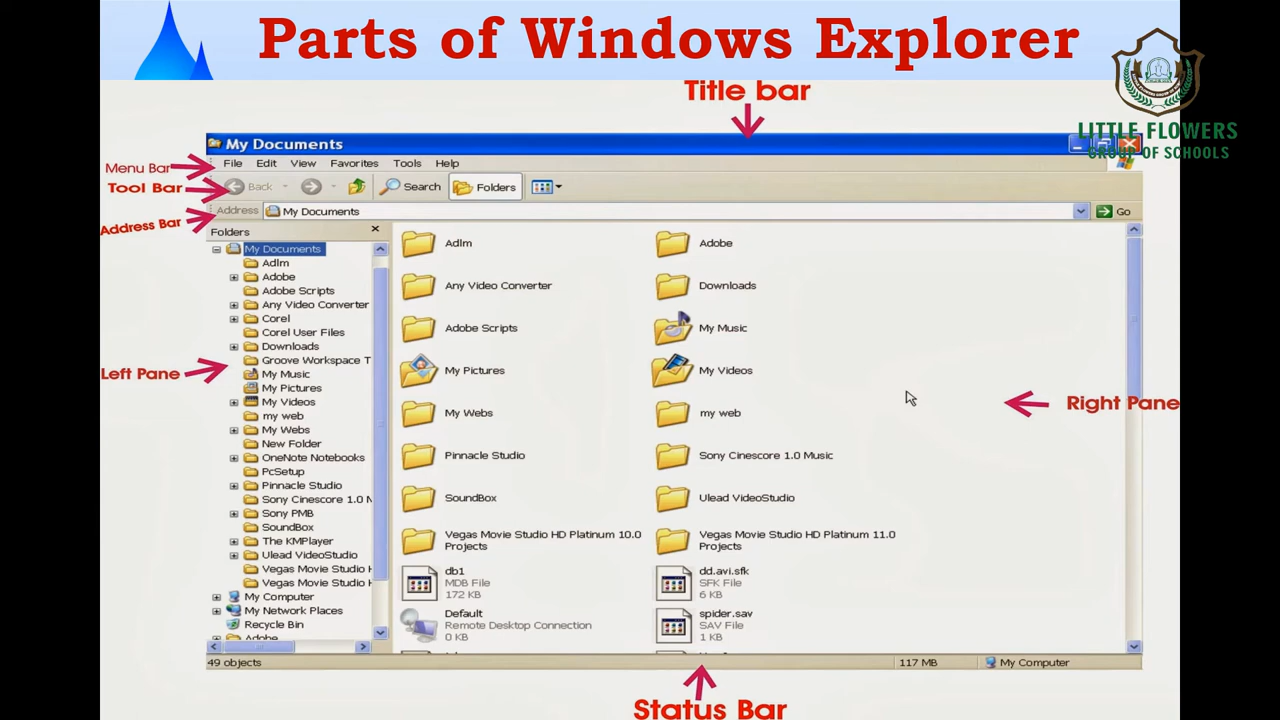 Parts of Windows Explorer
LITTLE FLOWERS
GROUP OF SCHOOLS
Title bar
My Documents
Menu Bar
File Edit View Favorites Tools Help
Tool Bar
Back Search Folders
Address Bar
Address My Documents Go
Folders
My Documents
Adlm
Adobe
Adobe Scripts
Any Video Converter
Corel
Corel User Files
Downloads
Groove Workspace T
My Music
My Pictures
My Videos
my web
My Webs
New Folder
OneNote Notebooks
PcSetup
Pinnacle Studio
Sony Cinescore 1.0 M
Sony PMB
SoundBox
The KMPlayer
Ulead VideoStudio
Vegas Movie Studio H
Vegas Movie Studio H
My Computer
My Network Places
Recycle Bin
Adobe
Left Pane
Adlm
Adobe
Any Video Converter
Downloads
Adobe Scripts
My Music
My Pictures
My Videos
My Webs
my web
Pinnacle Studio
Sony Cinescore 1.0 Music
SoundBox
Ulead VideoStudio
Vegas Movie Studio HD Platinum 10.0
Projects
Vegas Movie Studio HD Platinum 11.0
Projects
db1
MDB File
172 KB
dd.avi.sfk
SFK File
6 KB
Default
Remote Desktop Connection
0 KB
spider.sav
SAV File
1 KB
Right Pane
49 objects 117 MB My Computer
Status Bar